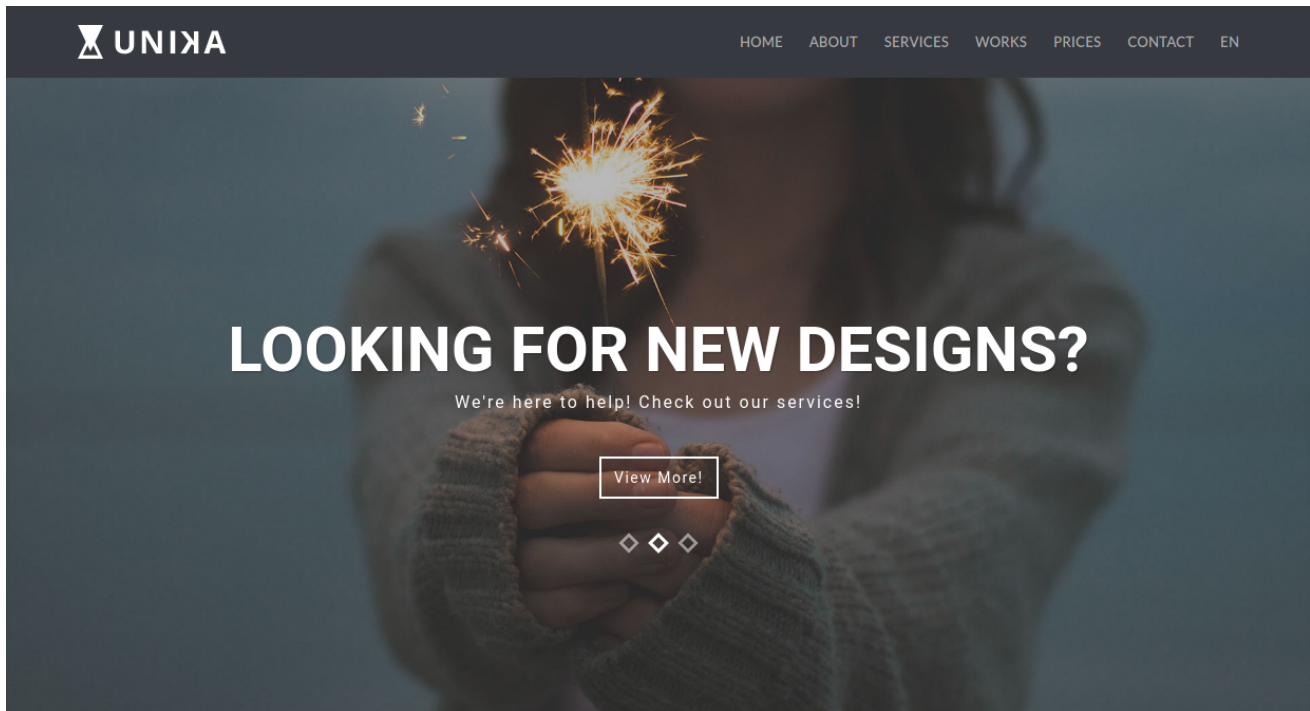 UNIKA
HOME ABOUT SERVICES WORKS PRICES CONTACT EN
LOOKING FOR NEW DESIGNS?
We're here to help! Check out our services!
View More!